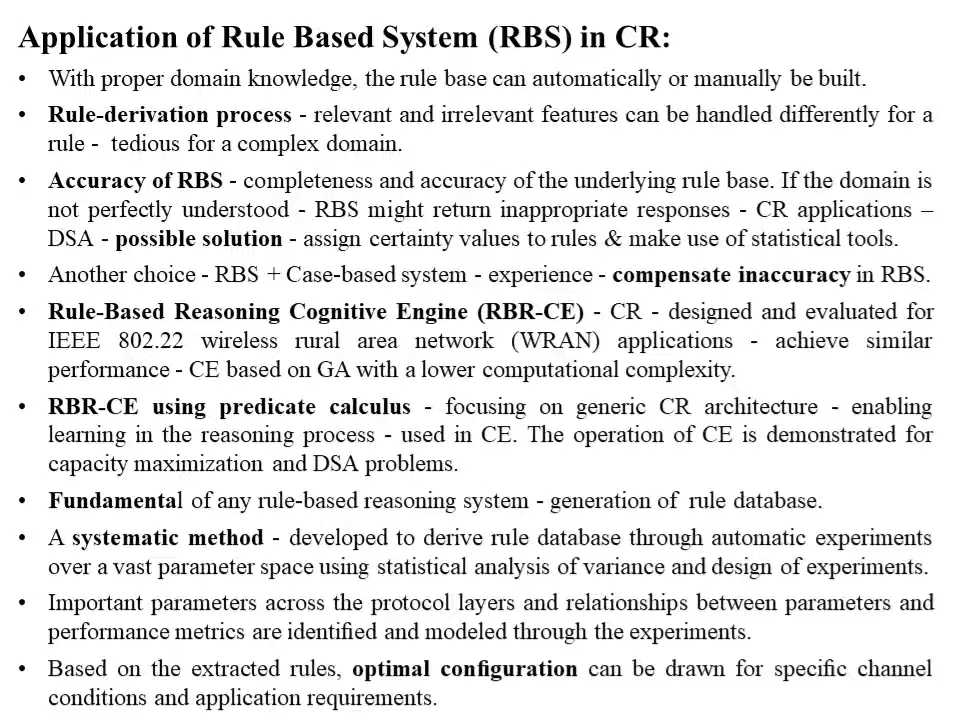 Application of Rule Based System (RBS) in CR:
• With proper domain knowledge, the rule base can automatically or manually be built.
• Rule-derivation process - relevant and irrelevant features can be handled differently for a
rule - tedious for a complex domain.
• Accuracy of RBS - completeness and accuracy of the underlying rule base. If the domain is
not perfectly understood - RBS might return inappropriate responses - CR applications –
DSA - possible solution - assign certainty values to rules & make use of statistical tools.
• Another choice - RBS + Case-based system - experience - compensate inaccuracy in RBS.
• Rule-Based Reasoning Cognitive Engine (RBR-CE) - CR - designed and evaluated for
IEEE 802.22 wireless rural area network (WRAN) applications - achieve similar
performance - CE based on GA with a lower computational complexity.
• RBR-CE using predicate calculus - focusing on generic CR architecture - enabling
learning in the reasoning process - used in CE. The operation of CE is demonstrated for
capacity maximization and DSA problems.
• Fundamental of any rule-based reasoning system - generation of rule database.
• A systematic method - developed to derive rule database through automatic experiments
over a vast parameter space using statistical analysis of variance and design of experiments.
• Important parameters across the protocol layers and relationships between parameters and
performance metrics are identified and modeled through the experiments.
• Based on the extracted rules, optimal configuration can be drawn for specific channel
conditions and application requirements.